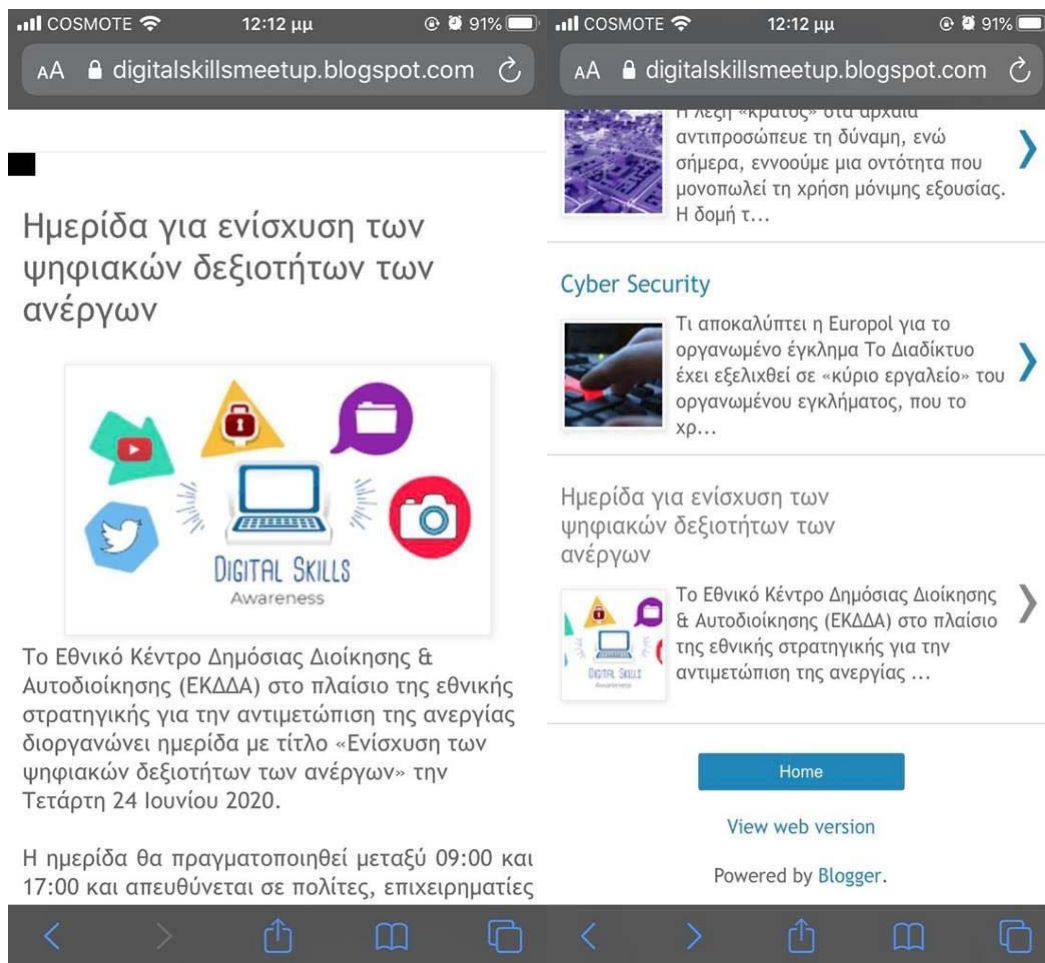 COSMOTE
12:12 μμ
91%
AA digitalskillsmeetup.blogspot.com
Ημερίδα για ενίσχυση των
ψηφιακών δεξιοτήτων των
ανέργων
DIGITAL SKILLS
Awareness
Το Εθνικό Κέντρο Δημόσιας Διοίκησης &
Αυτοδιοίκησης (ΕΚΔΔΑ) στο πλαίσιο της εθνικής
στρατηγικής για την αντιμετώπιση της ανεργίας
διοργανώνει ημερίδα με τίτλο «Ενίσχυση των
ψηφιακών δεξιοτήτων των ανέργων» την
Τετάρτη 24 Ιουνίου 2020.
Η ημερίδα θα πραγματοποιηθεί μεταξύ 09:00 και
17:00 και απευθύνεται σε πολίτες, επιχειρηματίες
COSMOTE
12:12 μμ
91%
AA digitalskillsmeetup.blogspot.com
Η λέξη «κράτος» στα αρχαία
αντιπροσώπευε τη δύναμη, ενώ
σήμερα, εννοούμε μια οντότητα που
μονοπωλεί τη χρήση μόνιμης εξουσίας.
Η δομή τ...
Cyber Security
Τι αποκαλύπτει η Europol για το
οργανωμένο έγκλημα Το Διαδίκτυο
έχει εξελιχθεί σε «κύριο εργαλείο» του
οργανωμένου εγκλήματος, που το
χρ...
Ημερίδα για ενίσχυση των
ψηφιακών δεξιοτήτων των
ανέργων
DIGITAL SKILLS
Awareness
Το Εθνικό Κέντρο Δημόσιας Διοίκησης
& Αυτοδιοίκησης (ΕΚΔΔΑ) στο πλαίσιο
της εθνικής στρατηγικής για την
αντιμετώπιση της ανεργίας ...
Home
View web version
Powered by Blogger.